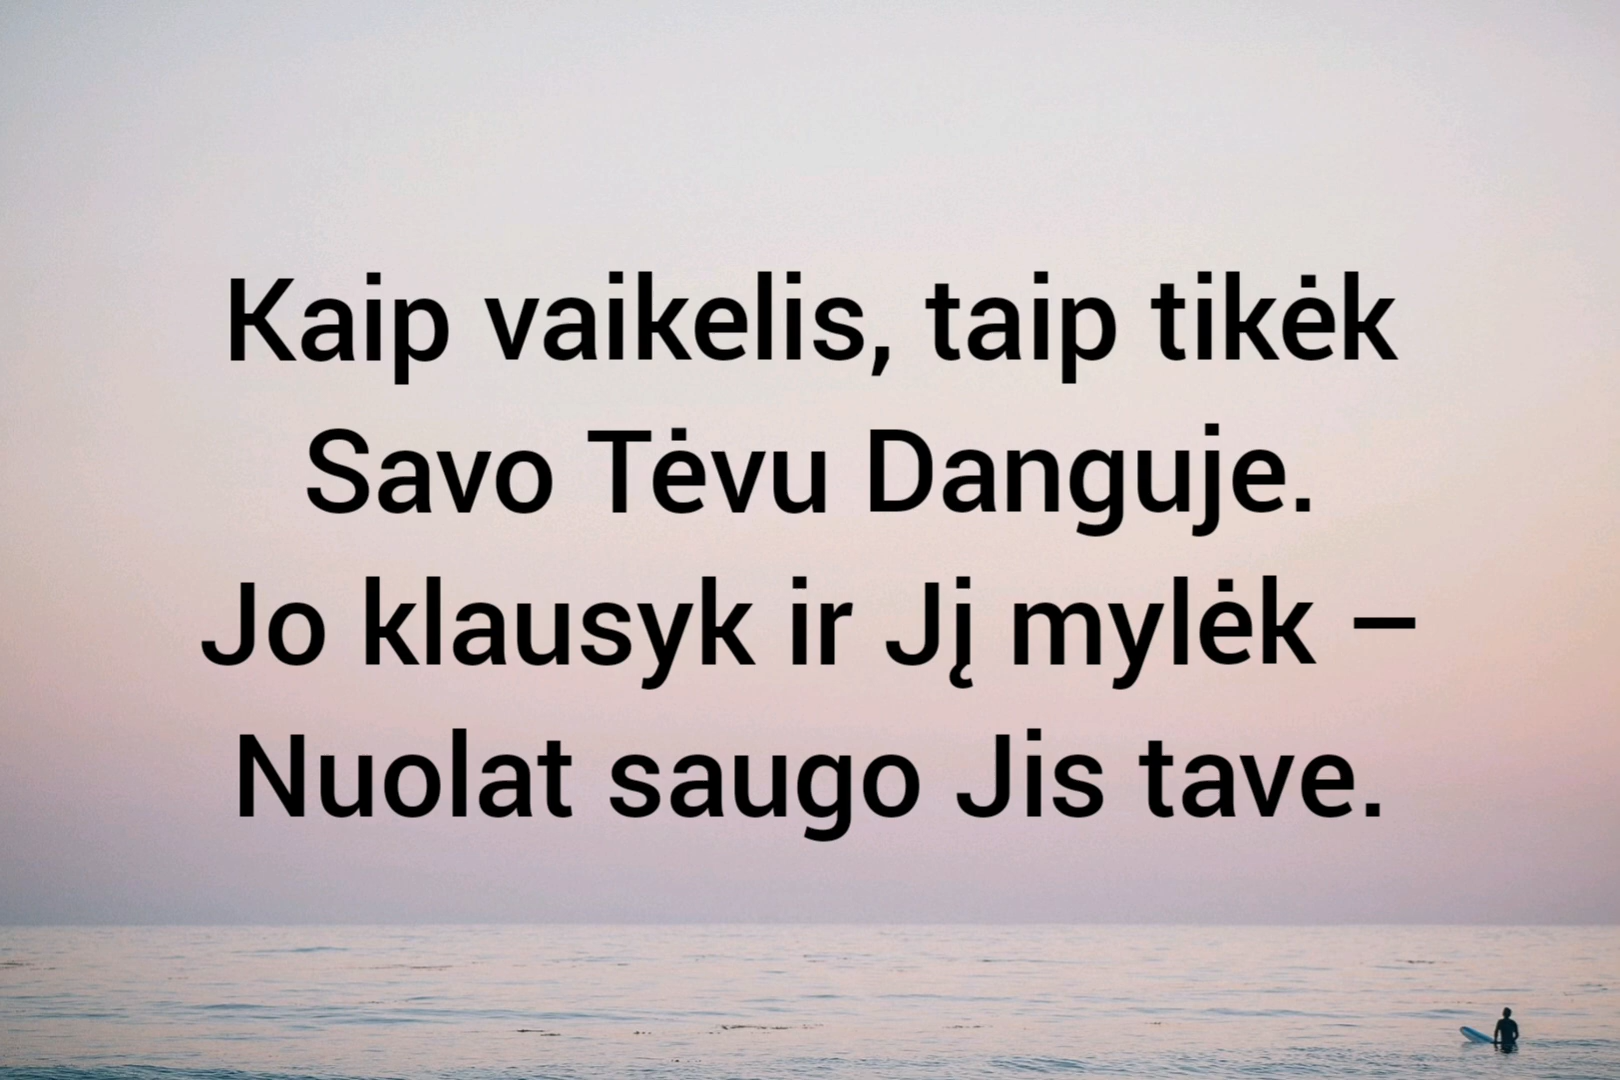 Kaip vaikelis, taip tikėk
Savo Tėvu Danguje.
Jo klausyk ir Jį mylėk –
Nuolat saugo Jis tave.